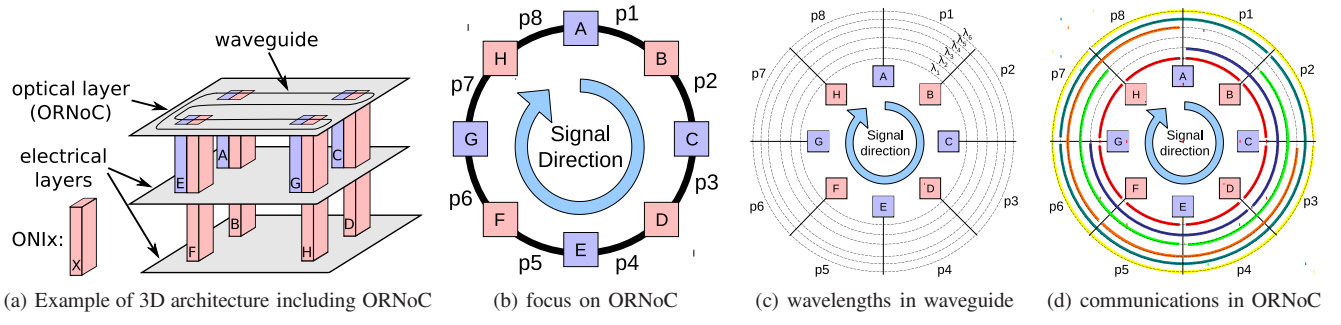 waveguide
optical layer
(ORNoC)
electrical
layers
ONIx:
X
A
C
E
G
B
D
F
H
(a) Example of 3D architecture including ORNoC
p8
p1
A
H
B
p7
p2
G
Signal
Direction
C
p6
p3
F
D
E
p5
p4
(b) focus on ORNoC
p8
p1
A
H
B
p7
p2
G
Signal
direction
C
p6
p3
F
D
E
p5
p4
(c) wavelengths in waveguide
p8
p1
A
H
B
p7
p2
G
Signal
direction
C
p6
p3
F
D
E
p5
p4
(d) communications in ORNoC